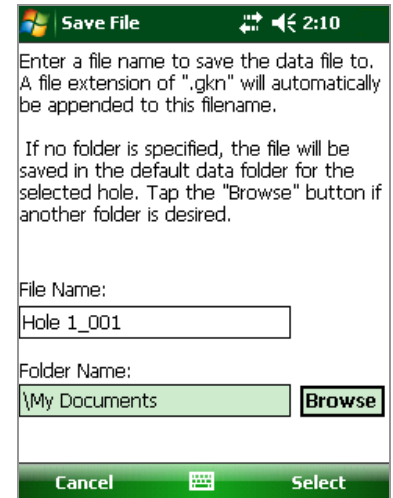 Save File 2:10
Enter a file name to save the data file to.
A file extension of ".gkn" will automatically
be appended to this filename.
If no folder is specified, the file will be
saved in the default data folder for the
selected hole. Tap the "Browse" button if
another folder is desired.
File Name:
Hole 1_001
Folder Name:
\My Documents Browse
Cancel Select